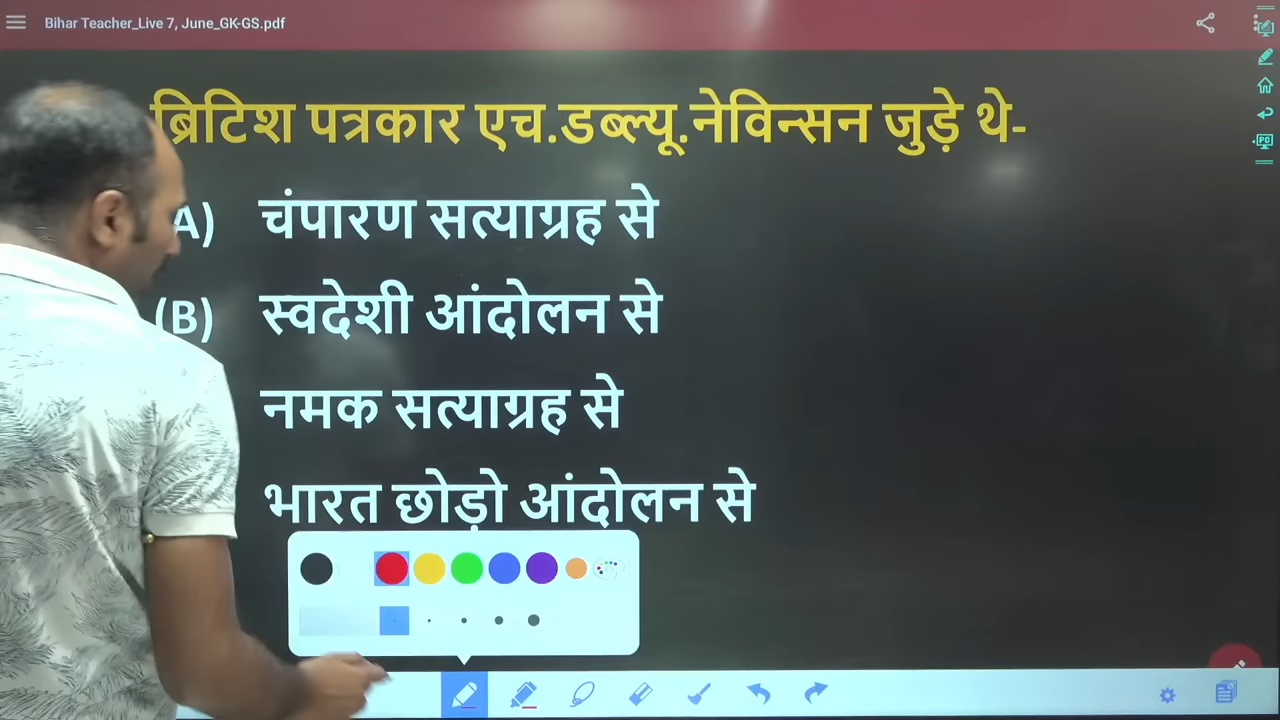 Bihar Teacher_Live 7, June_GK-GS.pdf
ब्रिटिश पत्रकार एच.डब्ल्यू.नेविन्सन जुड़े थे-
A) चंपारण सत्याग्रह से
(B) स्वदेशी आंदोलन से
नमक सत्याग्रह से
भारत छोड़ो आंदोलन से